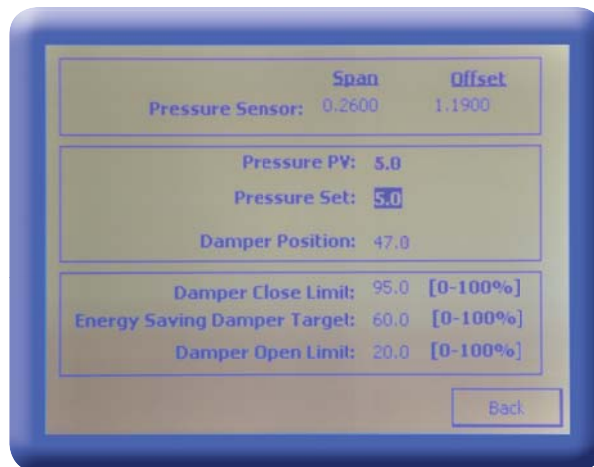 Span Offset
Pressure Sensor: 0.2600 1.1900
Pressure PV: 5.0
Pressure Set: 5.0
Damper Position: 47.0
Damper Close Limit: 95.0 [0-100%]
Energy Saving Damper Target: 60.0 [0-100%]
Damper Open Limit: 20.0 [0-100%]
Back